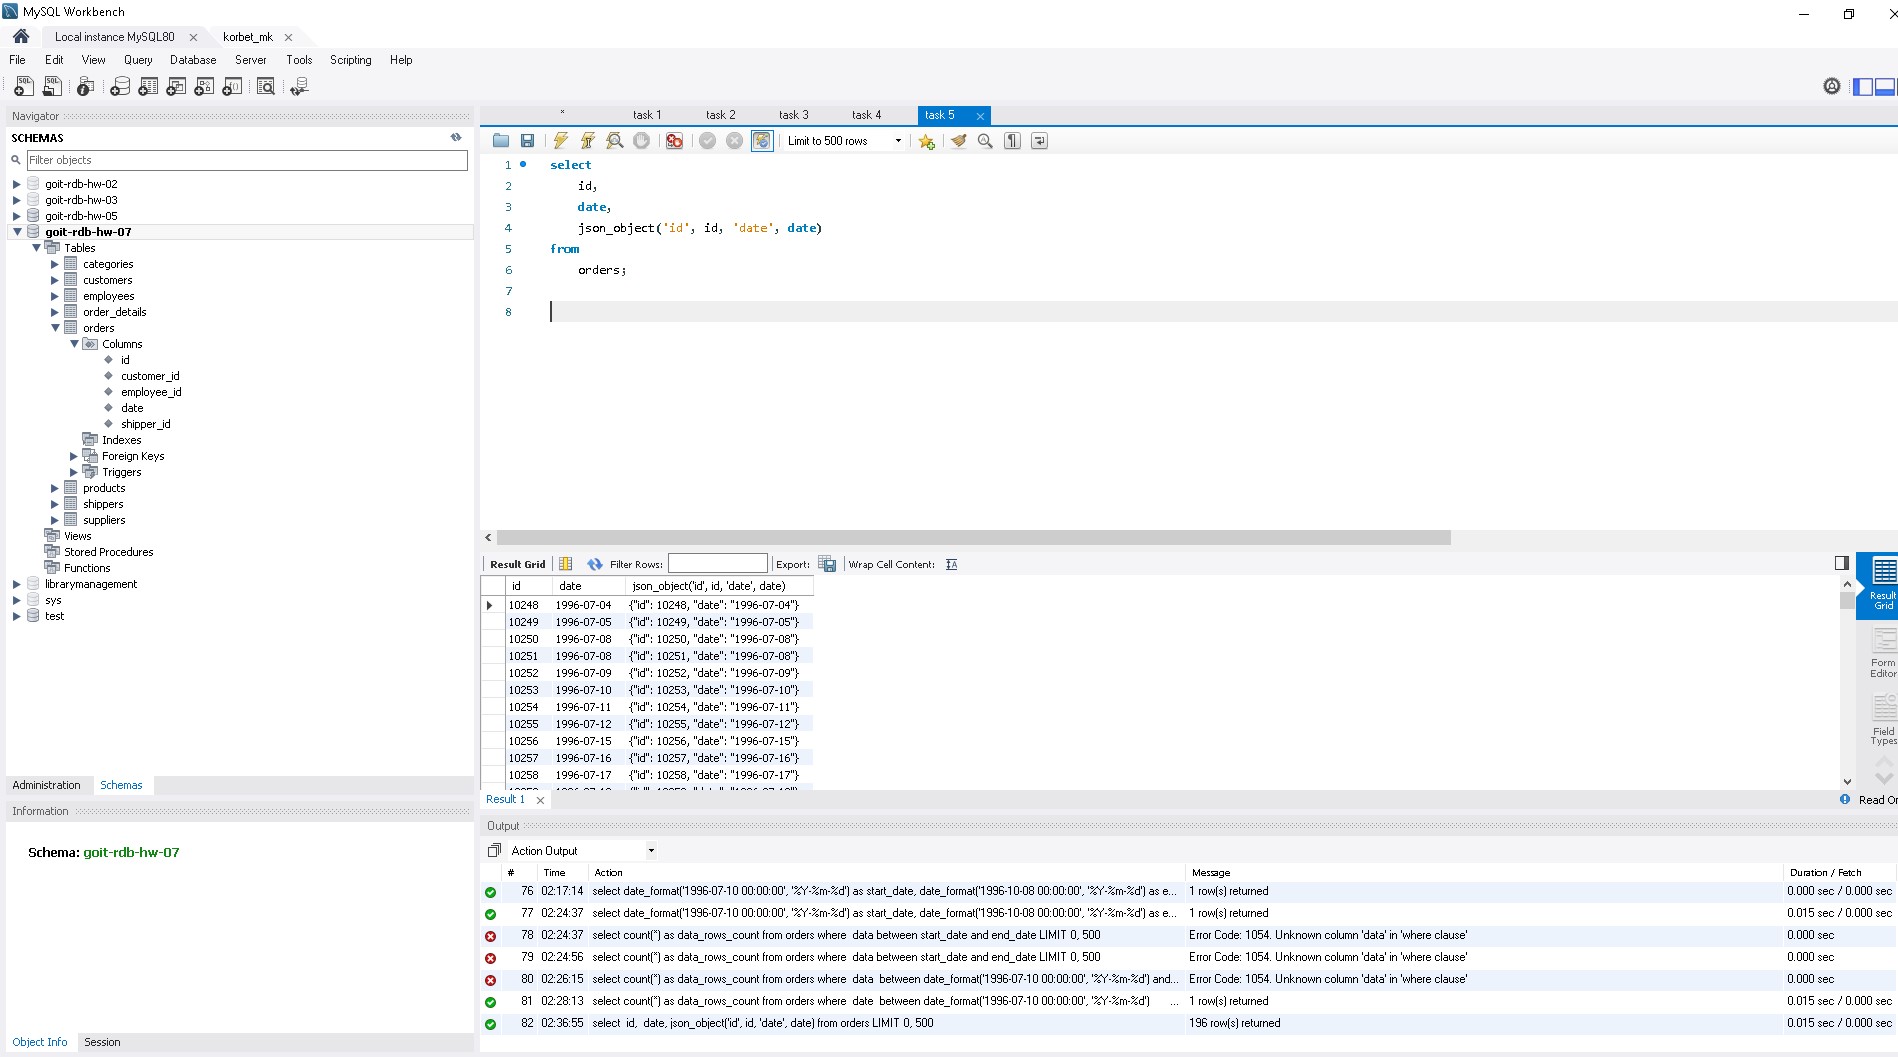 MySQL Workbench
Local instance MySQL80
korbet_mk
File Edit View Query Database Server Tools Scripting Help
Navigator
SCHEMAS
Filter objects
goit-rdb-hw-02
goit-rdb-hw-03
goit-rdb-hw-05
goit-rdb-hw-07
Tables
categories
customers
employees
order_details
orders
Columns
id
customer_id
employee_id
date
shipper_id
Indexes
Foreign Keys
Triggers
products
shippers
suppliers
Views
Stored Procedures
Functions
librarymanagement
sys
test
Administration Schemas
Information
Schema: goit-rdb-hw-07
Object Info Session
* task 1 task 2 task 3 task 4 task 5
Limit to 500 rows
1 select
2 id,
3 date,
4 json_object('id', id, 'date', date)
5 from
6 orders;
7
8
Result Grid Filter Rows: Export: Wrap Cell Content:
id date json_object('id', id, 'date', date)
10248 1996-07-04 {"id": 10248, "date": "1996-07-04"}
10249 1996-07-05 {"id": 10249, "date": "1996-07-05"}
10250 1996-07-08 {"id": 10250, "date": "1996-07-08"}
10251 1996-07-08 {"id": 10251, "date": "1996-07-08"}
10252 1996-07-09 {"id": 10252, "date": "1996-07-09"}
10253 1996-07-10 {"id": 10253, "date": "1996-07-10"}
10254 1996-07-11 {"id": 10254, "date": "1996-07-11"}
10255 1996-07-12 {"id": 10255, "date": "1996-07-12"}
10256 1996-07-15 {"id": 10256, "date": "1996-07-15"}
10257 1996-07-16 {"id": 10257, "date": "1996-07-16"}
10258 1996-07-17 {"id": 10258, "date": "1996-07-17"}
Result
Grid
Form
Editor
Field
Types
Result 1
Read On
Output
Action Output
# Time Action Message Duration / Fetch
76 02:17:14 select date_format('1996-07-10 00:00:00', '%Y-%m-%d') as start_date, date_format('1996-10-08 00:00:00', '%Y-%m-%d') as e... 1 row(s) returned 0.000 sec / 0.000 sec
77 02:24:37 select date_format('1996-07-10 00:00:00', '%Y-%m-%d') as start_date, date_format('1996-10-08 00:00:00', '%Y-%m-%d') as e... 1 row(s) returned 0.015 sec / 0.000 sec
78 02:24:37 select count(*) as data_rows_count from orders where data between start_date and end_date LIMIT 0, 500 Error Code: 1054. Unknown column 'data' in 'where clause' 0.000 sec
79 02:24:56 select count(*) as data_rows_count from orders where data between start_date and end_date LIMIT 0, 500 Error Code: 1054. Unknown column 'data' in 'where clause' 0.000 sec
80 02:26:15 select count(*) as data_rows_count from orders where data between date_format('1996-07-10 00:00:00', '%Y-%m-%d') and... Error Code: 1054. Unknown column 'data' in 'where clause' 0.000 sec
81 02:28:13 select count(*) as data_rows_count from orders where date between date_format('1996-07-10 00:00:00', '%Y-%m-%d') ... 1 row(s) returned 0.015 sec / 0.000 sec
82 02:36:55 select id, date, json_object('id', id, 'date', date) from orders LIMIT 0, 500 196 row(s) returned 0.015 sec / 0.000 sec